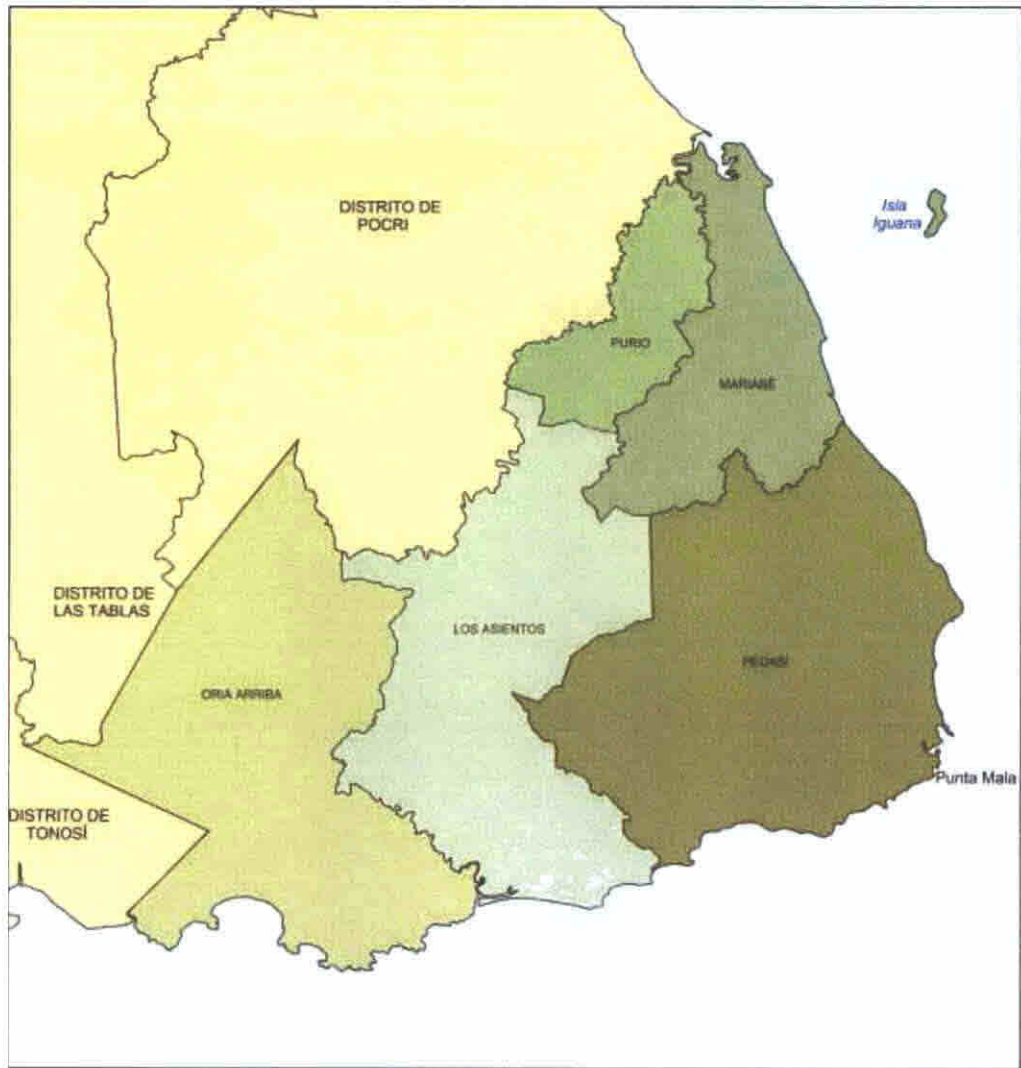 DISTRITO DE
POCRI
Isla
Iguana
PURIO
MARIABÉ
DISTRITO DE
LAS TABLAS
LOS ASIENTOS
PEDASÍ
ORIA ARRIBA
Punta Mala
DISTRITO DE
TONOSÍ